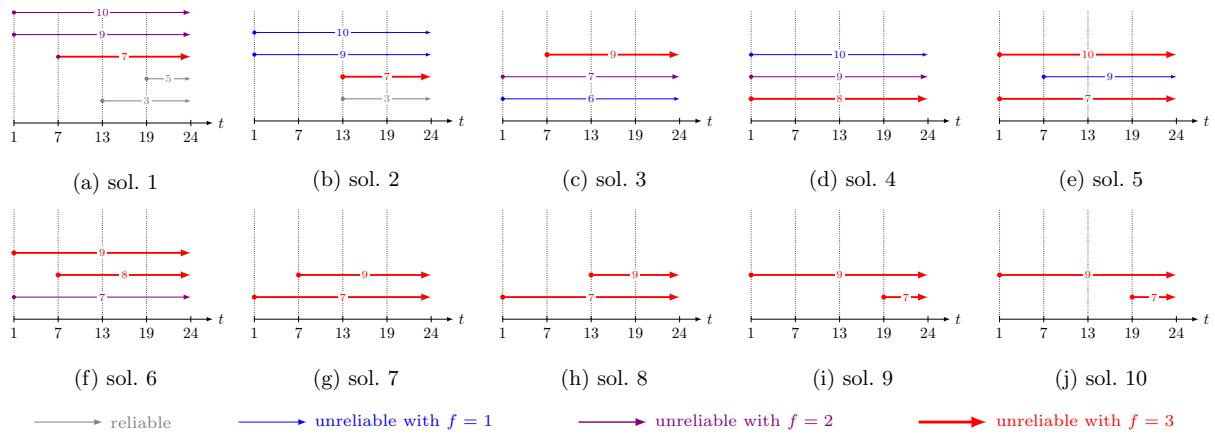 10
9
7
5
3
1 7 13 19 24 t
(a) sol. 1
10
9
7
3
1 7 13 19 24 t
(b) sol. 2
9
7
6
1 7 13 19 24 t
(c) sol. 3
10
9
8
1 7 13 19 24 t
(d) sol. 4
10
9
7
1 7 13 19 24 t
(e) sol. 5
9
8
7
1 7 13 19 24 t
(f) sol. 6
9
7
1 7 13 19 24 t
(g) sol. 7
9
7
1 7 13 19 24 t
(h) sol. 8
9
7
1 7 13 19 24 t
(i) sol. 9
9
7
1 7 13 19 24 t
(j) sol. 10
reliable
unreliable with f = 1
unreliable with f = 2
unreliable with f = 3